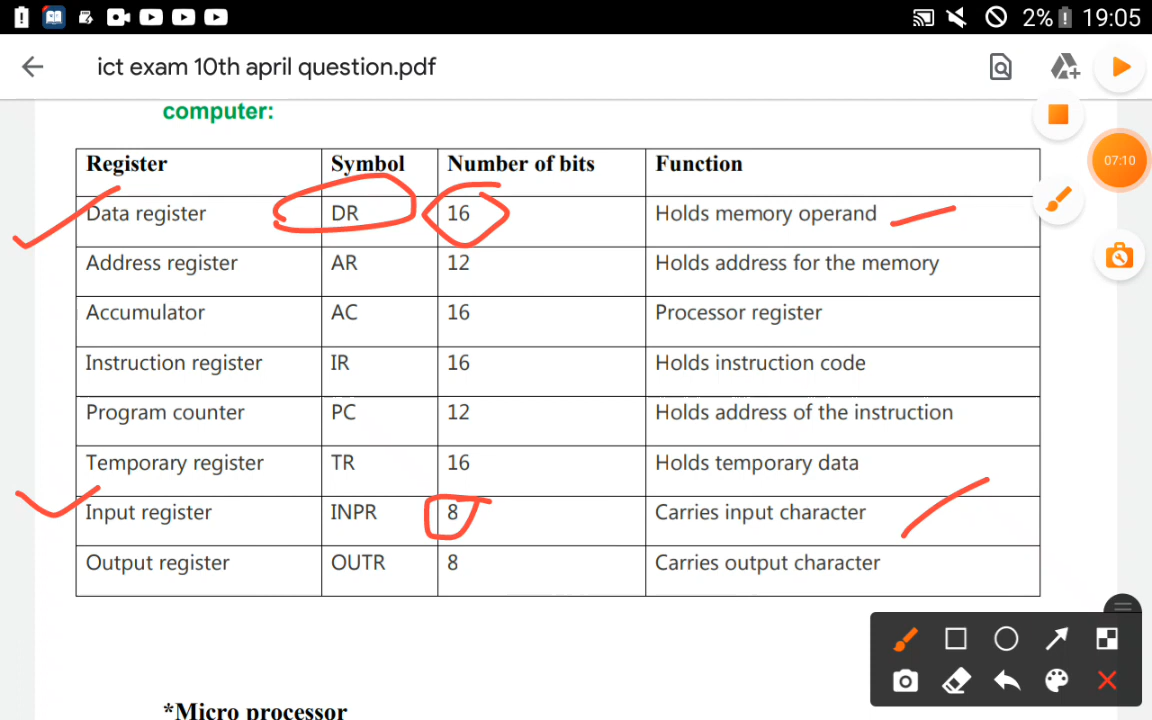 2% 19:05
ict exam 10th april question.pdf
computer:
07:10
Register Symbol Number of bits Function
Data register DR 16 Holds memory operand
Address register AR 12 Holds address for the memory
Accumulator AC 16 Processor register
Instruction register IR 16 Holds instruction code
Program counter PC 12 Holds address of the instruction
Temporary register TR 16 Holds temporary data
Input register INPR 8 Carries input character
Output register OUTR 8 Carries output character
*Micro processor